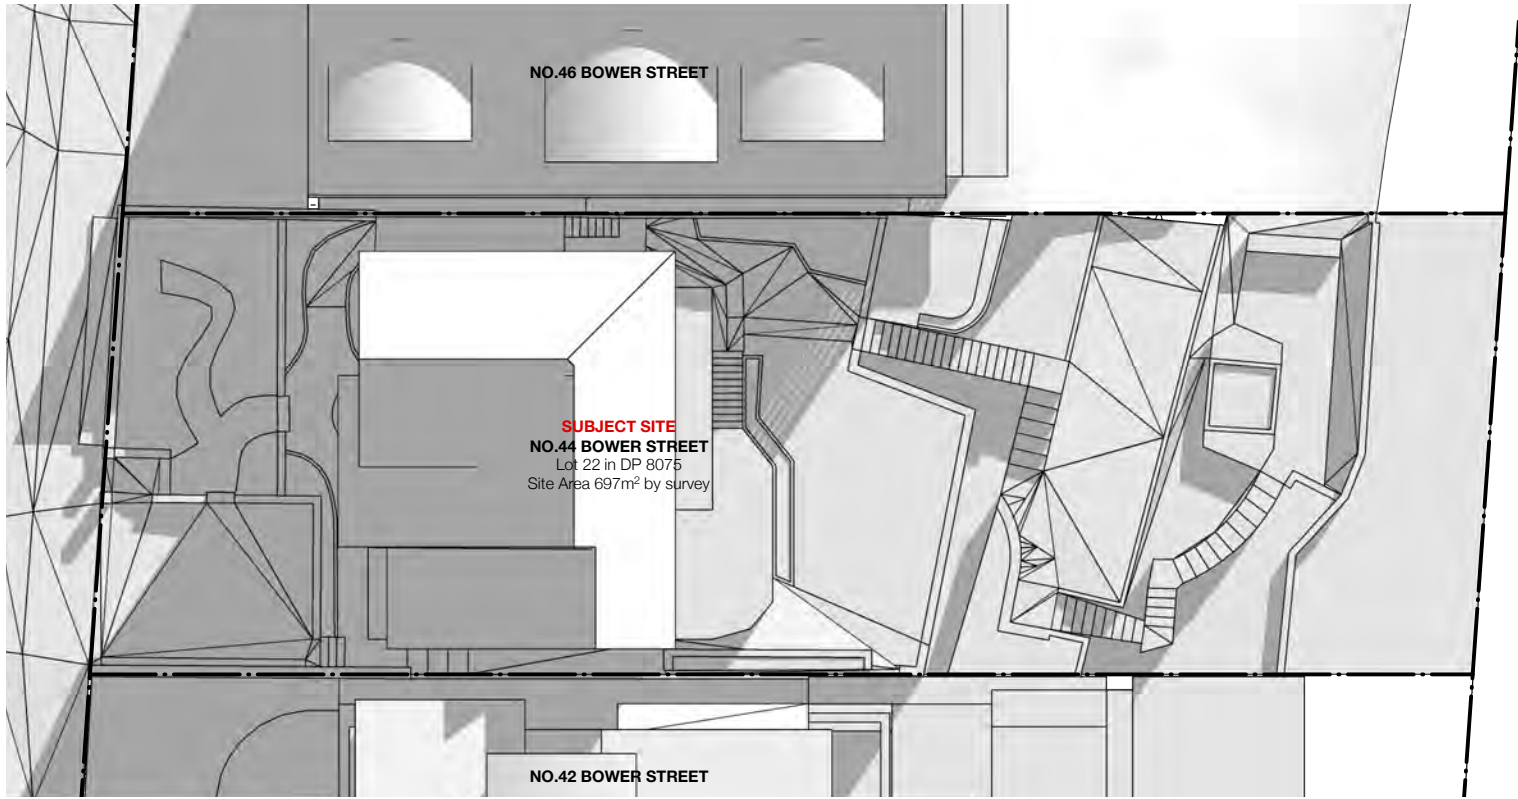 NO.46 BOWER STREET
SUBJECT SITE
NO.44 BOWER STREET
Lot 22 in DP 8075
Site Area 697m² by survey
NO.42 BOWER STREET